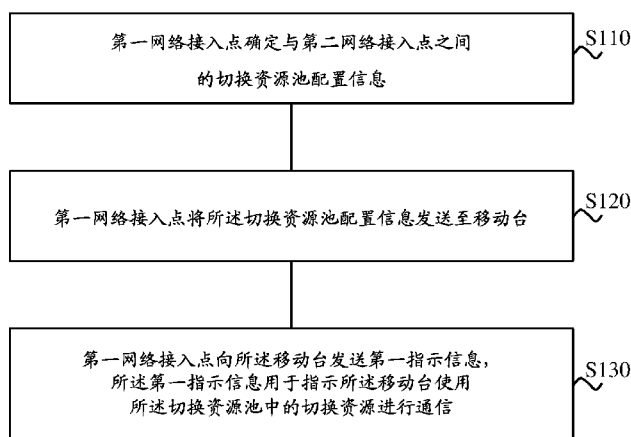 第一网络接入点确定与第二网络接入点之间
的切换资源池配置信息
S110
第一网络接入点将所述切换资源池配置信息发送至移动台
S120
第一网络接入点向所述移动台发送第一指示信息，
所述第一指示信息用于指示所述移动台使用
所述切换资源池中的切换资源进行通信
S130